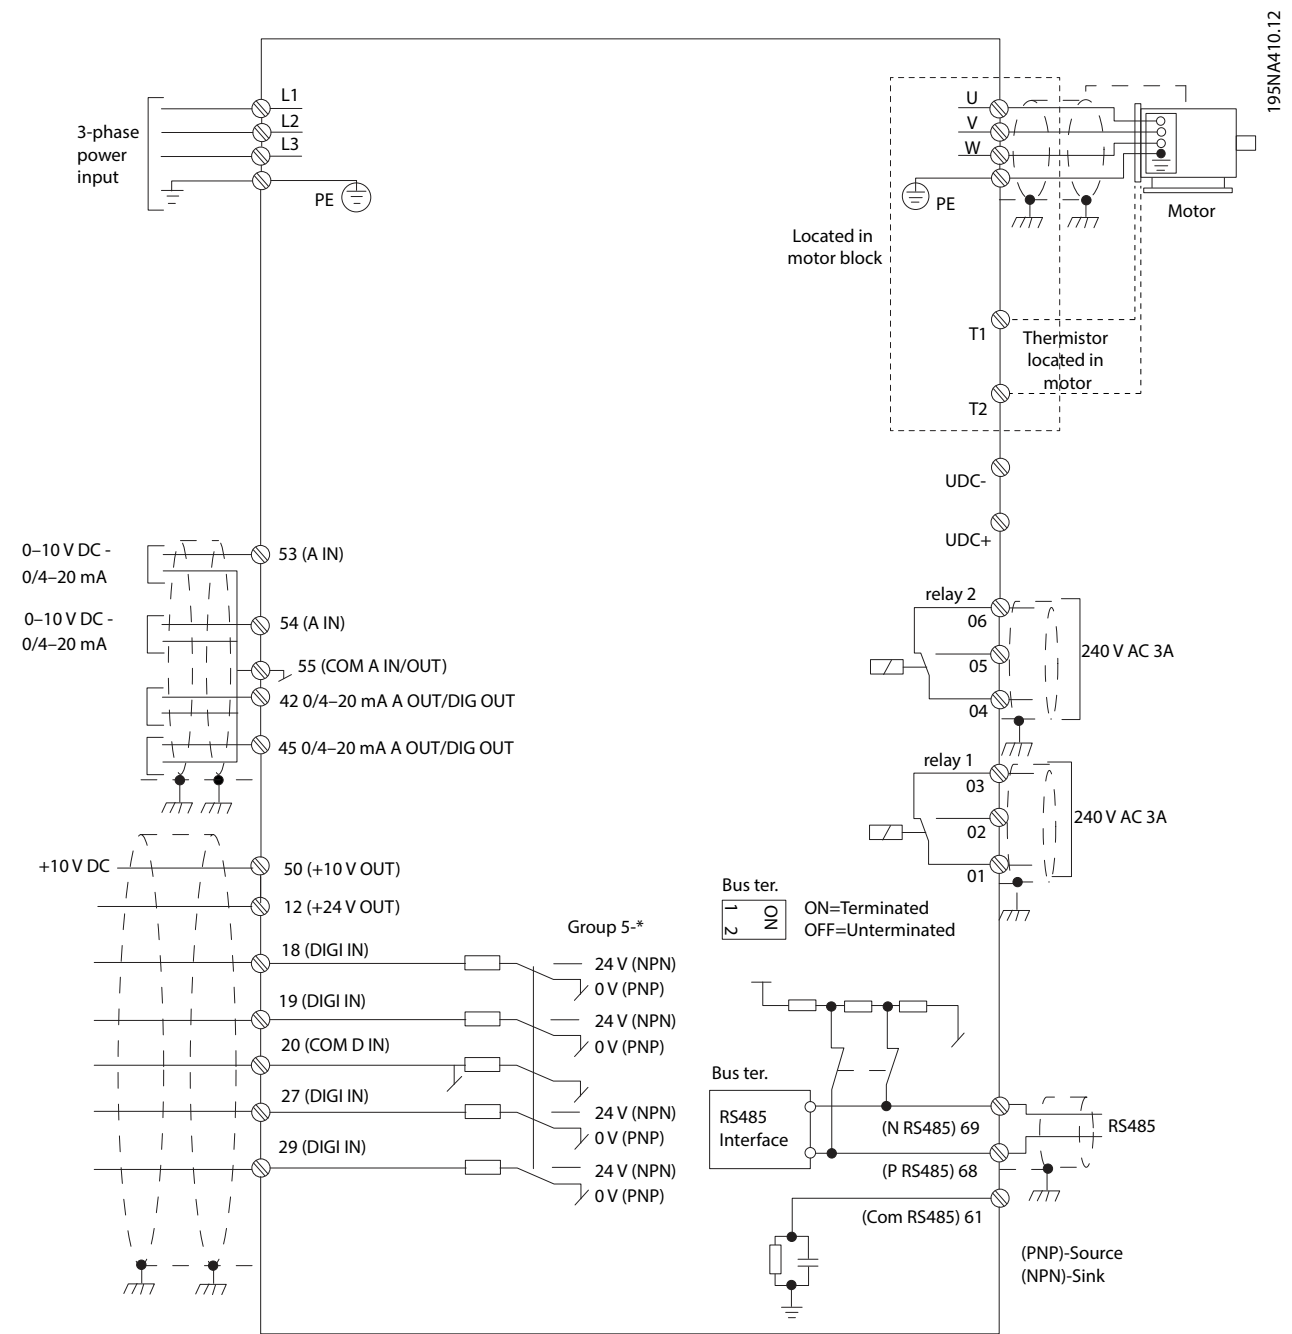 195NA410.12
3-phase
power
input
L1
L2
L3
PE
U
V
W
PE
Motor
Located in
motor block
T1
Thermistor
located in
motor
T2
UDC-
UDC+
0–10 V DC -
0/4–20 mA
53 (A IN)
0–10 V DC -
0/4–20 mA
54 (A IN)
55 (COM A IN/OUT)
42 0/4–20 mA A OUT/DIG OUT
45 0/4–20 mA A OUT/DIG OUT
relay 2
06
05
04
240 V AC 3A
relay 1
03
02
01
240 V AC 3A
+10 V DC
50 (+10 V OUT)
12 (+24 V OUT)
18 (DIGI IN)
19 (DIGI IN)
20 (COM D IN)
27 (DIGI IN)
29 (DIGI IN)
Group 5-*
24 V (NPN)
0 V (PNP)
24 V (NPN)
0 V (PNP)
24 V (NPN)
0 V (PNP)
24 V (NPN)
0 V (PNP)
Bus ter.
1
2
ON
ON=Terminated
OFF=Unterminated
Bus ter.
RS485
Interface
(N RS485) 69
(P RS485) 68
(Com RS485) 61
RS485
(PNP)-Source
(NPN)-Sink